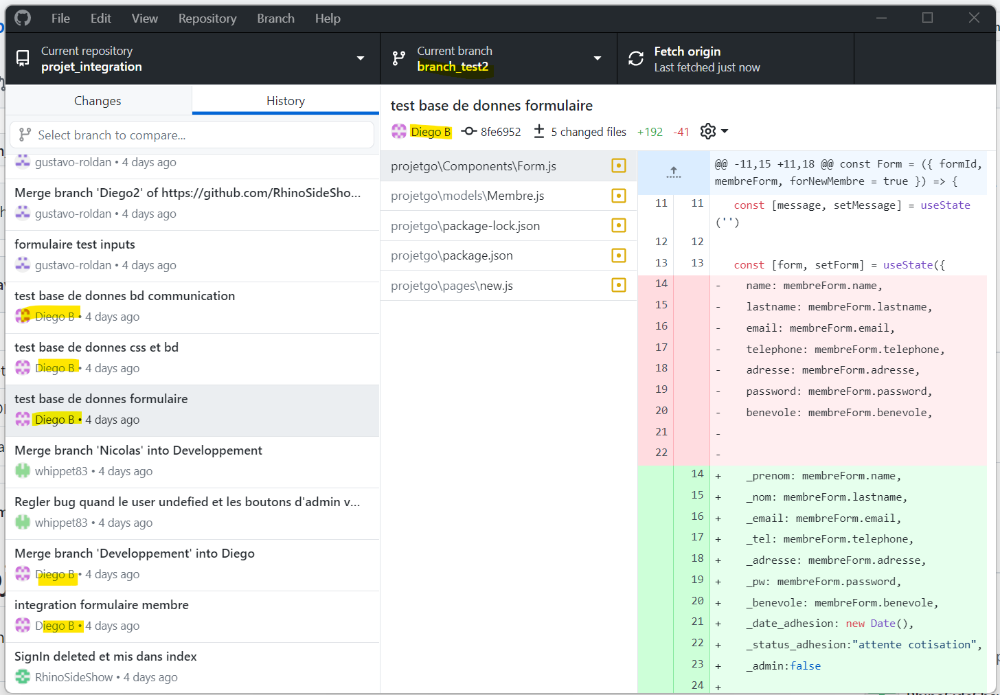 File Edit View Repository Branch Help
Current repository
projet_integration
Current branch
branch_test2
Fetch origin
Last fetched just now
Changes
History
Select branch to compare...
gustavo-roldan • 4 days ago
Merge branch 'Diego2' of https://github.com/RhinoSideSho...
gustavo-roldan • 4 days ago
formulaire test inputs
gustavo-roldan • 4 days ago
test base de donnes bd communication
Diego B • 4 days ago
test base de donnes css et bd
Diego B • 4 days ago
test base de donnes formulaire
Diego B • 4 days ago
Merge branch 'Nicolas' into Developpement
whippet83 • 4 days ago
Regler bug quand le user undefied et les boutons d'admin v...
whippet83 • 4 days ago
Merge branch 'Developpement' into Diego
Diego B • 4 days ago
integration formulaire membre
Diego B • 4 days ago
SignIn deleted et mis dans index
RhinoSideShow • 4 days ago
test base de donnes formulaire
Diego B 8fe6952 5 changed files +192 -41
projetgo\Components\Form.js
projetgo\models\Membre.js
projetgo\package-lock.json
projetgo\package.json
projetgo\pages\new.js
@@ -11,15 +11,18 @@ const Form = ({ formId,
membreForm, forNewMembre = true }) => {
11 11 const [message, setMessage] = useState
('')
12 12
13 13 const [form, setForm] = useState({
14 - name: membreForm.name,
15 - lastname: membreForm.lastname,
16 - email: membreForm.email,
17 - telephone: membreForm.telephone,
18 - adresse: membreForm.adresse,
19 - password: membreForm.password,
20 - benevole: membreForm.benevole,
21 -
22 -
14 + _prenom: membreForm.name,
15 + _nom: membreForm.lastname,
16 + _email: membreForm.email,
17 + _tel: membreForm.telephone,
18 + _adresse: membreForm.adresse,
19 + _pw: membreForm.password,
20 + _benevole: membreForm.benevole,
21 + _date_adhesion: new Date(),
22 + _status_adhesion:"attente cotisation",
23 + _admin:false
24 +